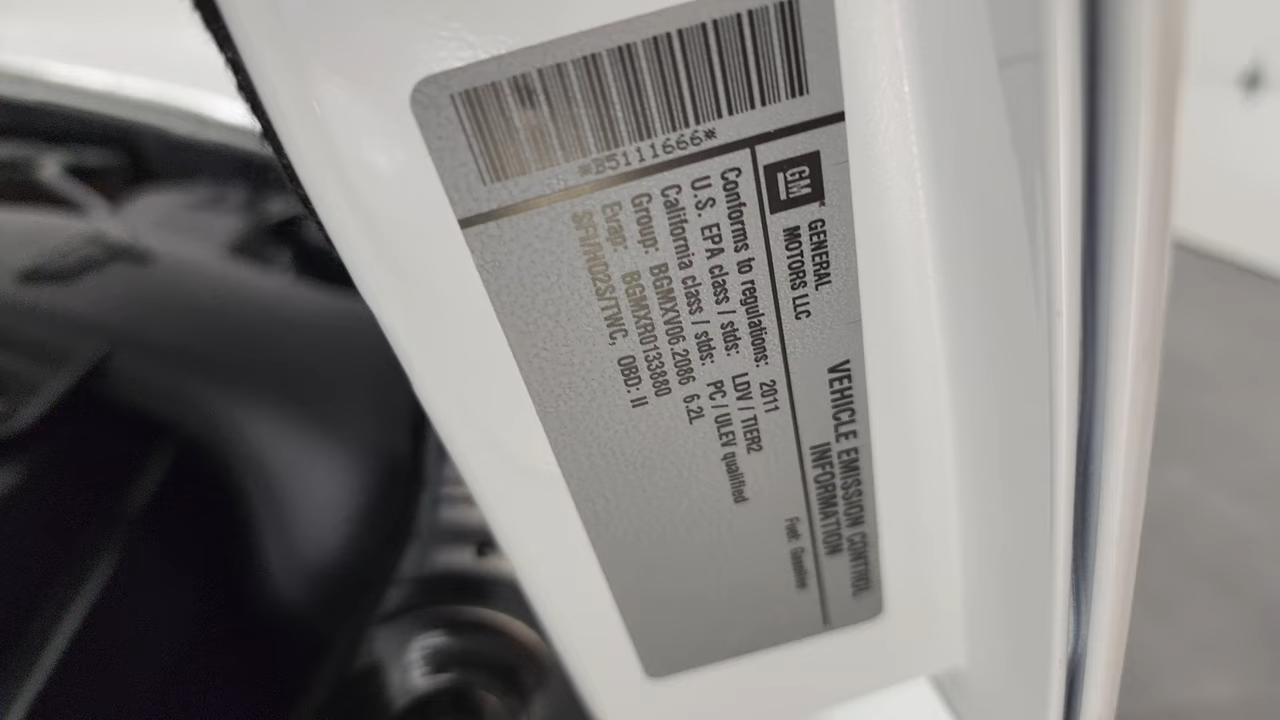 GM
GENERAL
MOTORS LLC
VEHICLE EMISSION CONTROL
INFORMATION
Conforms to regulations: 2011
Fuel: Gasoline
U.S. EPA class / stds: LDV / TIER2
California class / stds: PC / ULEV qualified
Group: BGMXV06.2086 6.2L
Evap: BGMXR0133880
SFI/HO2S/TWC, OBD: II
*B5111666*